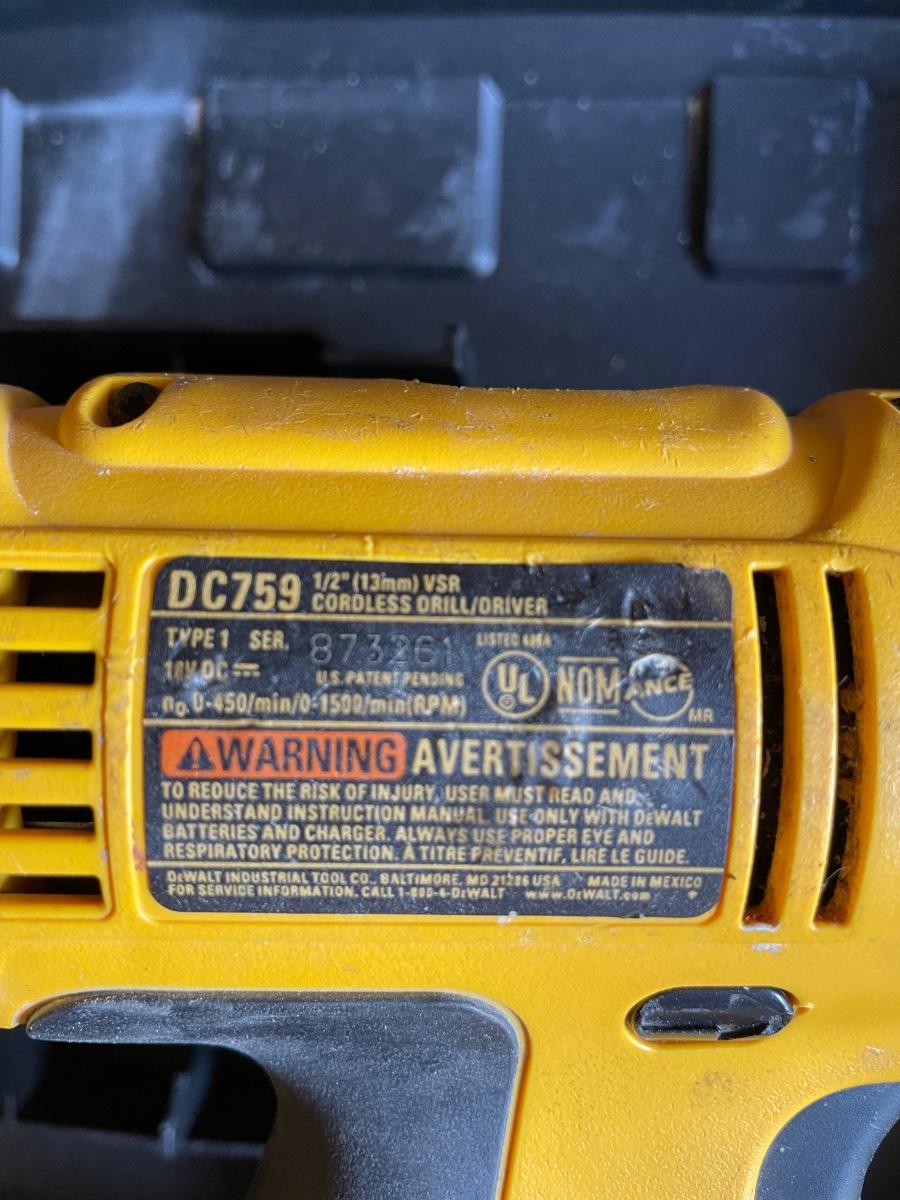 DC759 1/2" (13mm) VSR
CORDLESS DRILL/DRIVER
TYPE 1 SER. 873261 LISTED
18V DC
U.S. PATENT PENDING
UL NOM ANCE MR
n₀ 0-450/min/0-1500/min(RPM)
WARNING AVERTISSEMENT
TO REDUCE THE RISK OF INJURY, USER MUST READ AND
UNDERSTAND INSTRUCTION MANUAL. USE ONLY WITH DEWALT
BATTERIES AND CHARGER. ALWAYS USE PROPER EYE AND
RESPIRATORY PROTECTION. À TITRE PREVENTIF, LIRE LE GUIDE.
DEWALT INDUSTRIAL TOOL CO., BALTIMORE, MD 21286 USA MADE IN MEXICO
FOR SERVICE INFORMATION, CALL 1-800-4-DEWALT www.DEWALT.com